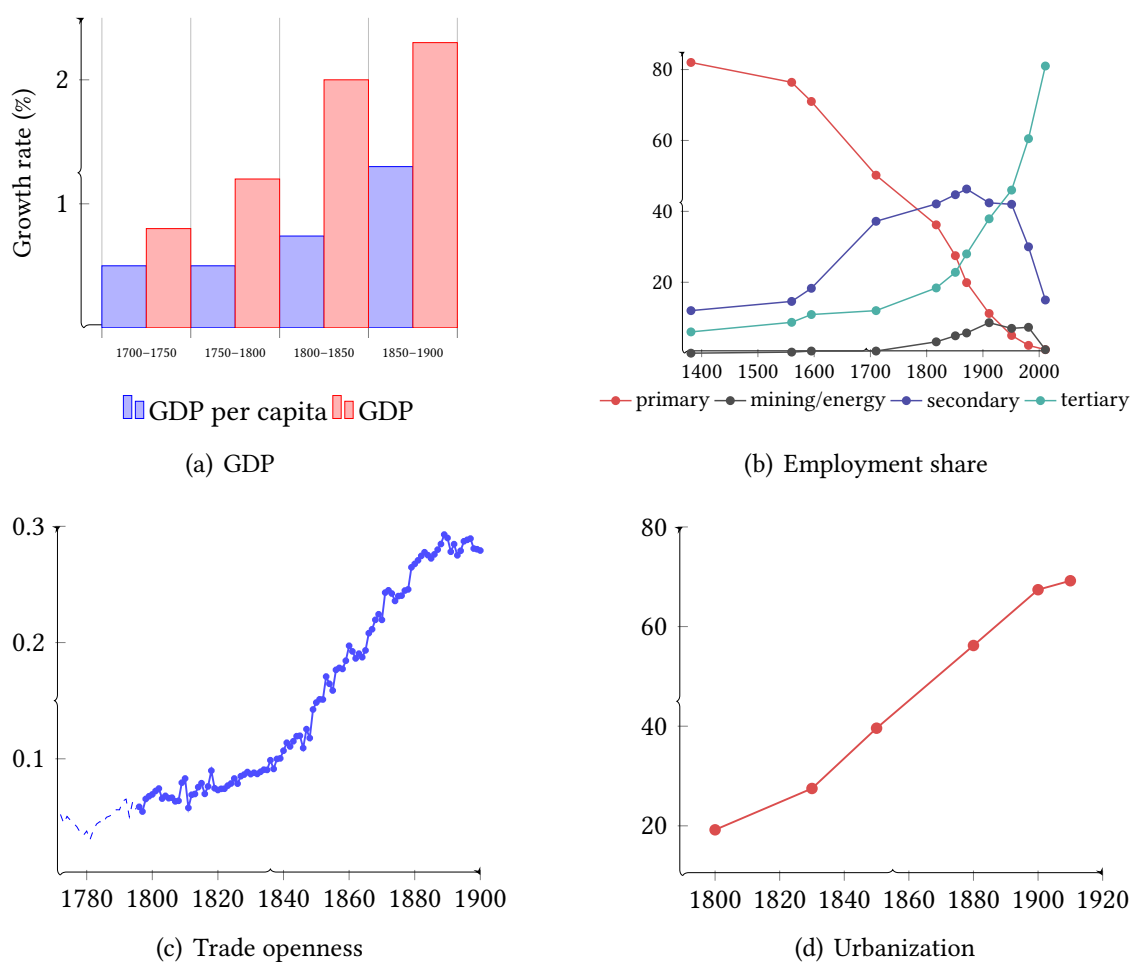 Growth rate (%)
2
1
1700–1750 1750–1800 1800–1850 1850–1900
GDP per capita GDP
(a) GDP
80
60
40
20
1400 1500 1600 1700 1800 1900 2000
primary mining/energy secondary tertiary
(b) Employment share
0.3
0.2
0.1
1780 1800 1820 1840 1860 1880 1900
(c) Trade openness
80
60
40
20
1800 1820 1840 1860 1880 1900 1920
(d) Urbanization